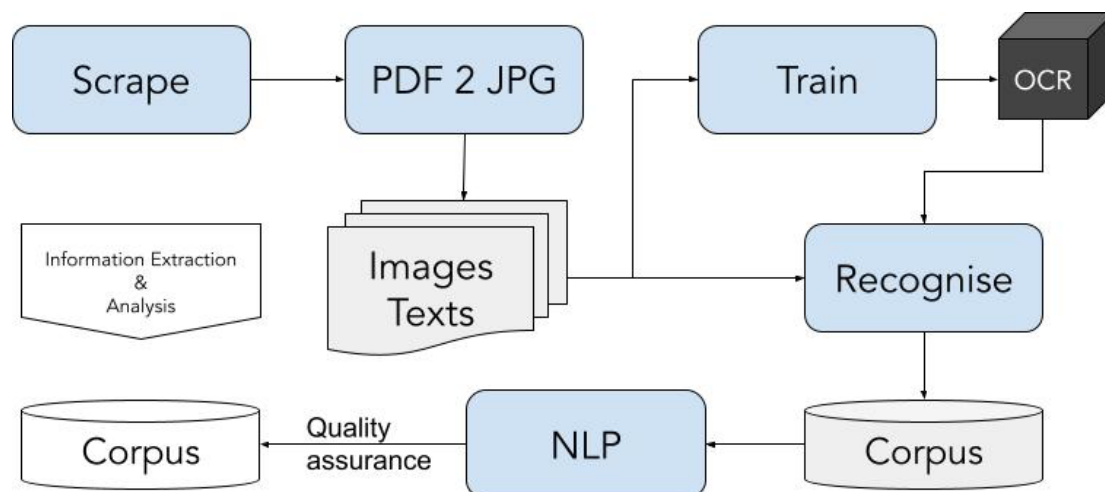 Scrape
PDF 2 JPG
Train
OCR
Information Extraction
&
Analysis
Images
Texts
Recognise
Corpus
Quality
assurance
NLP
Corpus